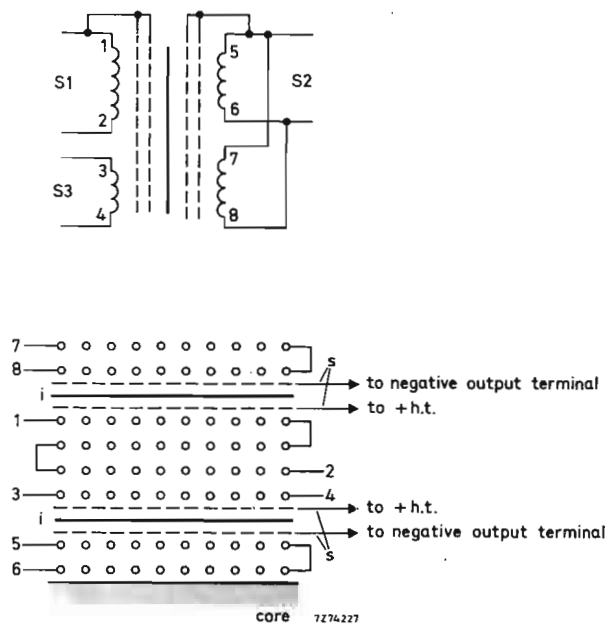 1
5
S1
S2
2
6
3
7
S3
4
8
7
s
8
to negative output terminal
i
to + h.t.
1
2
3
4
to + h.t.
i
to negative output terminal
s
5
6
core
7Z74227